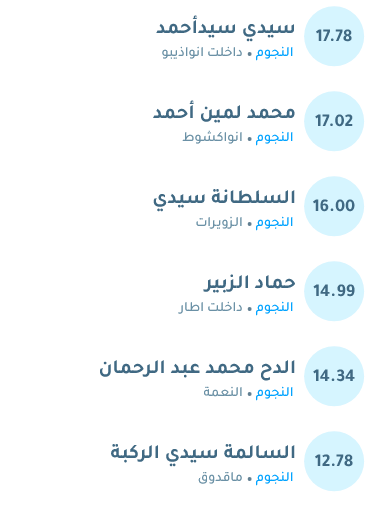 17.78
سيدي سيدأحمد
النجوم • داخلت انواذيبو
17.02
محمد لمين أحمد
النجوم • انواكشوط
16.00
السلطانة سيدي
النجوم • الزويرات
14.99
حماد الزبير
النجوم • داخلت اطار
14.34
الدح محمد عبد الرحمان
النجوم • النعمة
12.78
السالمة سيدي الركبة
النجوم • ماقدوق